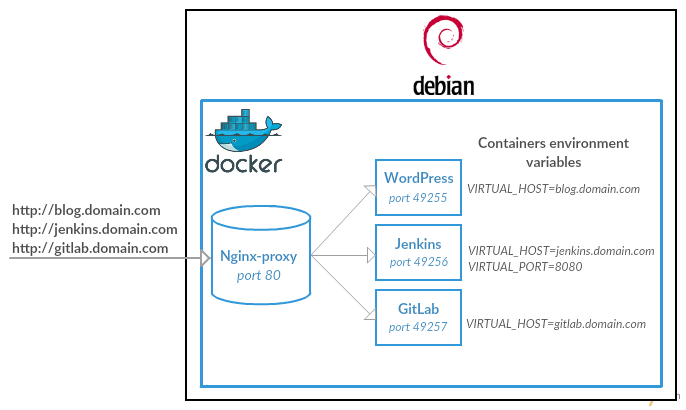 debian
docker
Containers environment
variables
http://blog.domain.com
http://jenkins.domain.com
http://gitlab.domain.com
Nginx-proxy
port 80
WordPress
port 49255
VIRTUAL_HOST=blog.domain.com
Jenkins
port 49256
VIRTUAL_HOST=jenkins.domain.com
VIRTUAL_PORT=8080
GitLab
port 49257
VIRTUAL_HOST=gitlab.domain.com